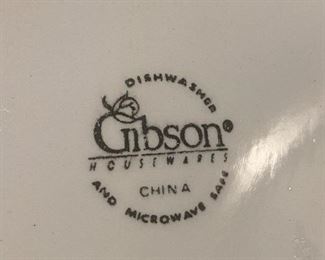 DISHWASHER
Gibson®
HOUSEWARES
CHINA
AND MICROWAVE SAFE